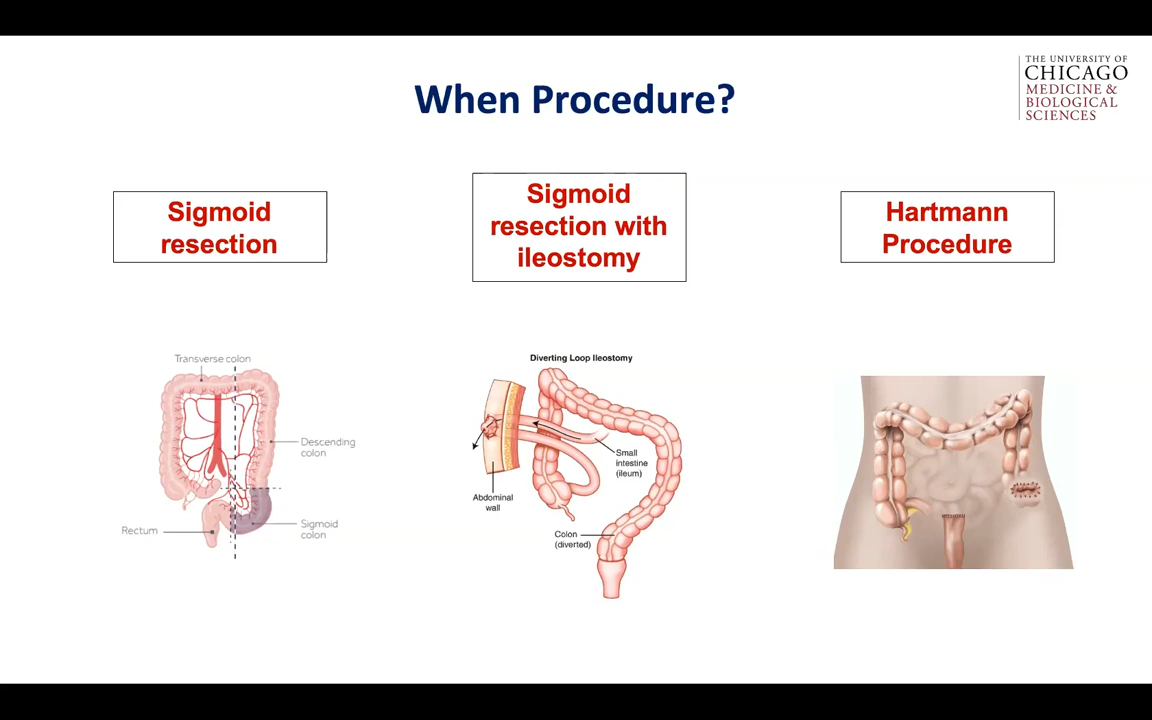 THE UNIVERSITY OF
CHICAGO
MEDICINE &
BIOLOGICAL
SCIENCES
When Procedure?
Sigmoid
resection
Sigmoid
resection with
ileostomy
Hartmann
Procedure
Transverse colon
Descending
colon
Rectum
Sigmoid
colon
Diverting Loop Ileostomy
Small
intestine
(ileum)
Abdominal
wall
Colon
(diverted)